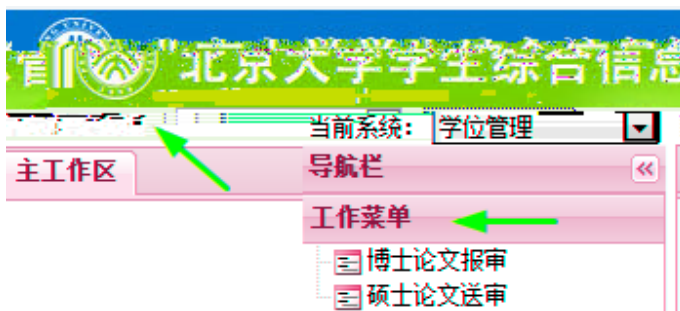 北京大学学生综合信息
当前系统： 学位管理
主工作区
导航栏
工作菜单
博士论文报审
硕士论文送审